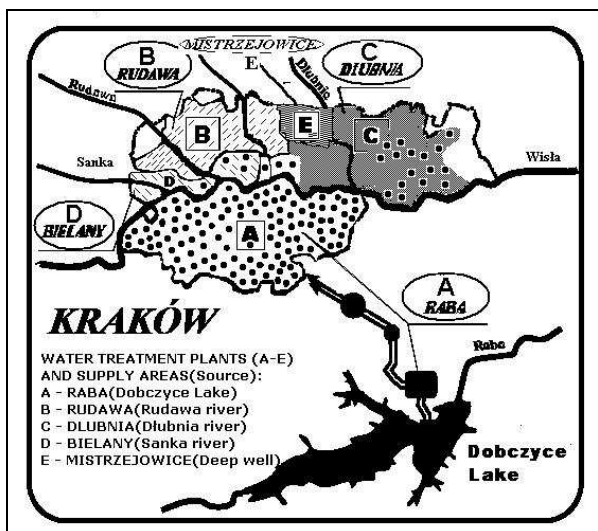 B
RUDAWA
MISTRZEJOWICE
E
Dłubnia
C
DŁUBNIA
Rudawa
B
E
C
Sanka
D
Wisła
D
BIELANY
A
A
RABA
KRAKÓW
Raba
WATER TREATMENT PLANTS (A-E)
AND SUPPLY AREAS(Source):
A - RABA(Dobczyce Lake)
B - RUDAWA(Rudawa river)
C - DLUBNIA(Dłubnia river)
D - BIELANY(Sanka river)
E - MISTRZEJOWICE(Deep well)
Dobczyce
Lake